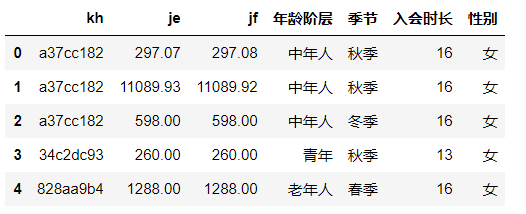 kh je jf 年龄阶层 季节 入会时长 性别
0 a37cc182 297.07 297.08 中年人 秋季 16 女
1 a37cc182 11089.93 11089.92 中年人 秋季 16 女
2 a37cc182 598.00 598.00 中年人 冬季 16 女
3 34c2dc93 260.00 260.00 青年 秋季 13 女
4 828aa9b4 1288.00 1288.00 老年人 春季 16 女